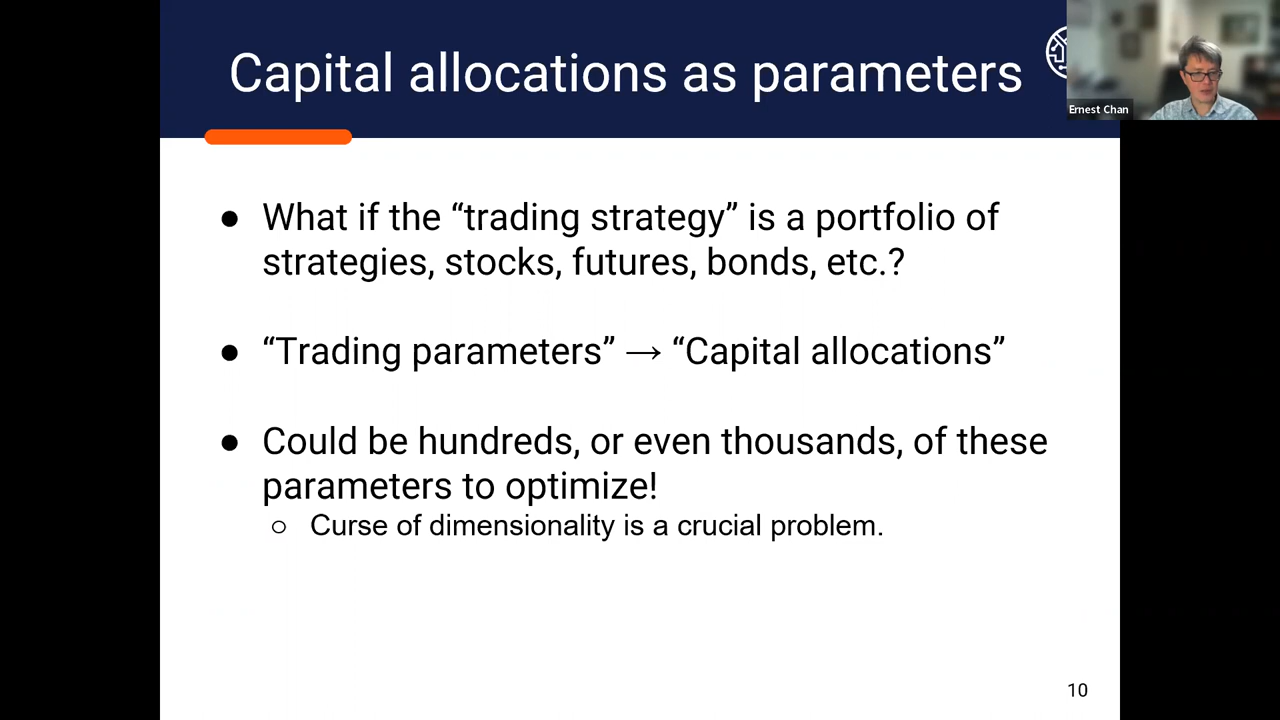 Capital allocations as parameters
Ernest Chan
● What if the “trading strategy” is a portfolio of
strategies, stocks, futures, bonds, etc.?
● “Trading parameters” → “Capital allocations”
● Could be hundreds, or even thousands, of these
parameters to optimize!
○ Curse of dimensionality is a crucial problem.
10